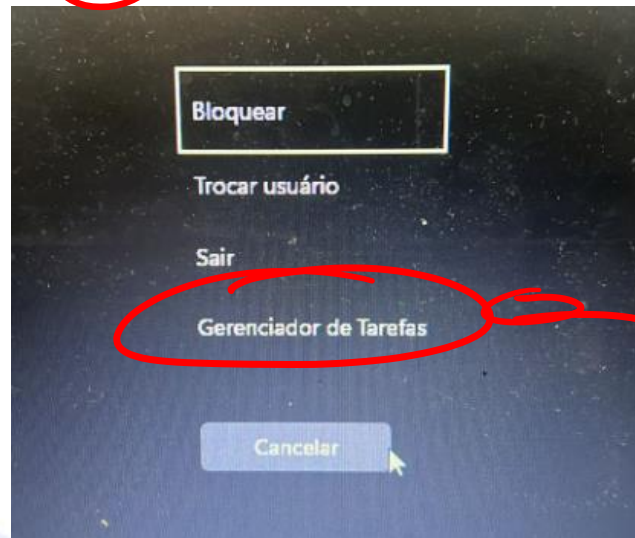 Bloquear
Trocar usuário
Sair
Gerenciador de Tarefas
Cancelar